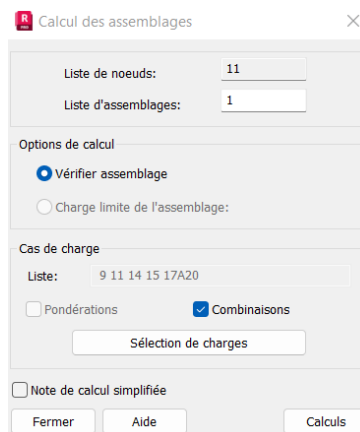 R
PRO
Calcul des assemblages
Liste de noeuds: 11
Liste d'assemblages: 1
Options de calcul
Vérifier assemblage
Charge limite de l'assemblage:
Cas de charge
Liste: 9 11 14 15 17A20
Pondérations Combinaisons
Sélection de charges
Note de calcul simplifiée
Fermer Aide Calculs